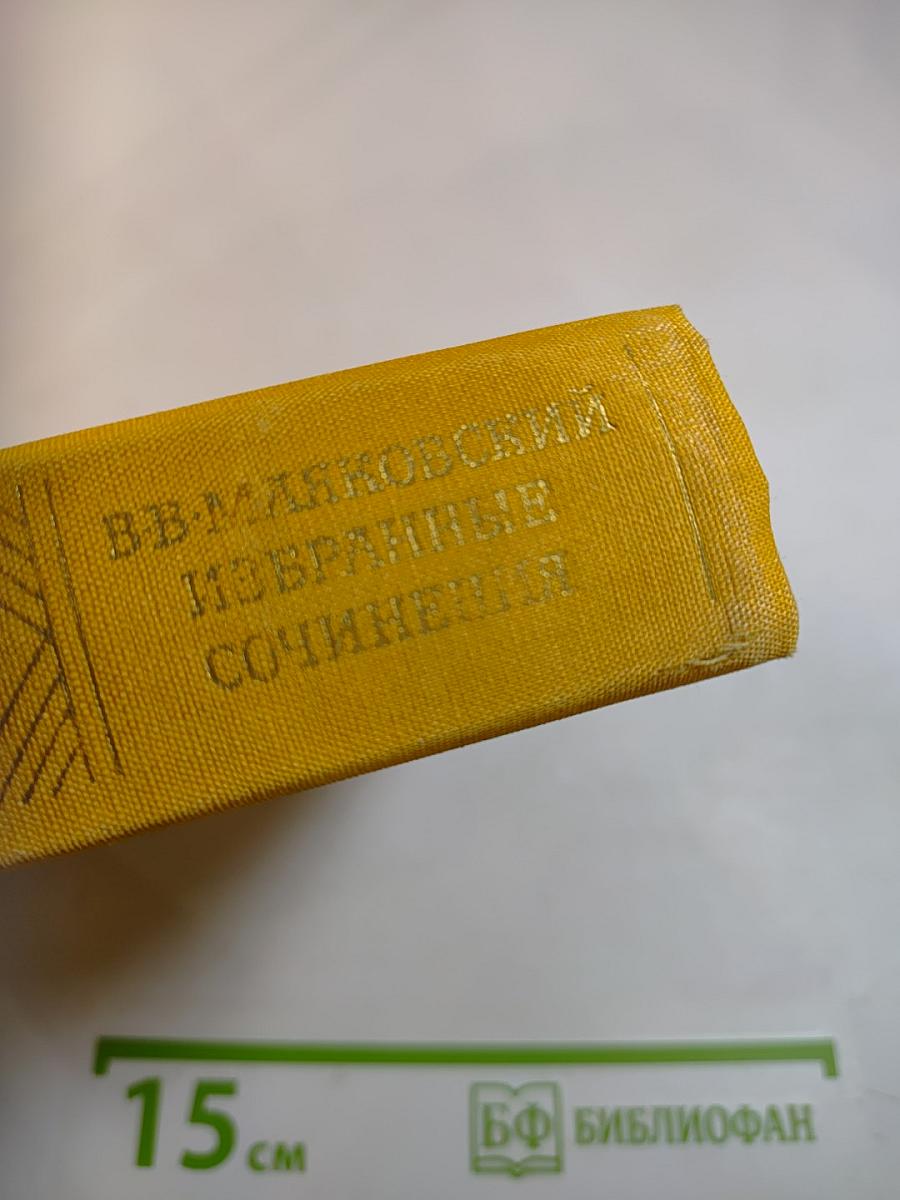 В·В·МАЯКОВСКИЙ
ИЗБРАННЫЕ
СОЧИНЕНИЯ
15 см
БФ БИБЛИОФАН